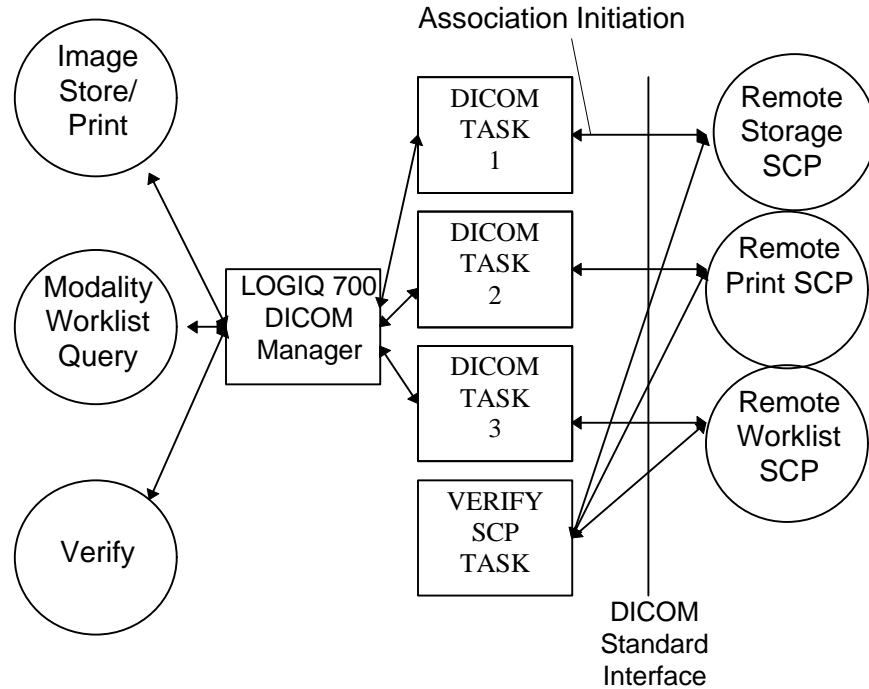 Association Initiation
Image
Store/
Print
Modality
Worklist
Query
Verify
LOGIQ 700
DICOM
Manager
DICOM
TASK
1
DICOM
TASK
2
DICOM
TASK
3
VERIFY
SCP
TASK
DICOM
Standard
Interface
Remote
Storage
SCP
Remote
Print SCP
Remote
Worklist
SCP